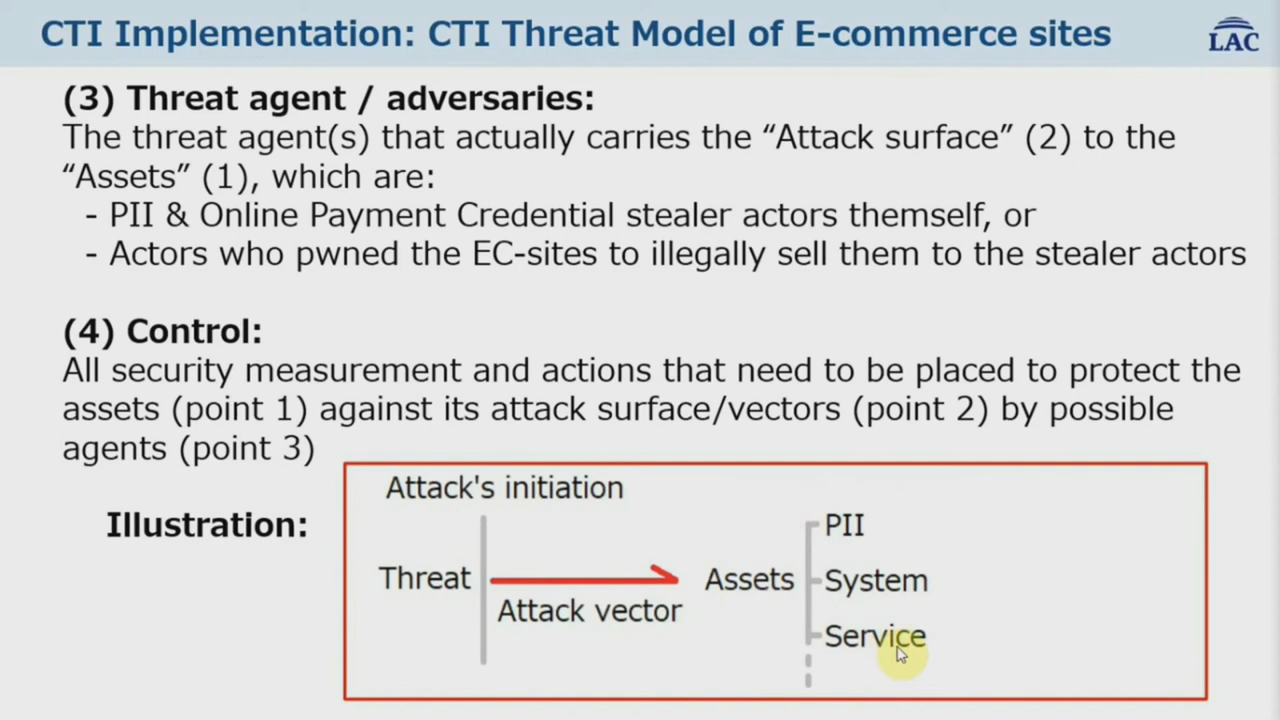 CTI Implementation: CTI Threat Model of E-commerce sites
LAC
(3) Threat agent / adversaries:
The threat agent(s) that actually carries the “Attack surface” (2) to the
“Assets” (1), which are:
- PII & Online Payment Credential stealer actors themself, or
- Actors who pwned the EC-sites to illegally sell them to the stealer actors
(4) Control:
All security measurement and actions that need to be placed to protect the
assets (point 1) against its attack surface/vectors (point 2) by possible
agents (point 3)
Illustration:
Attack's initiation
Threat
Attack vector
Assets
PII
System
Service